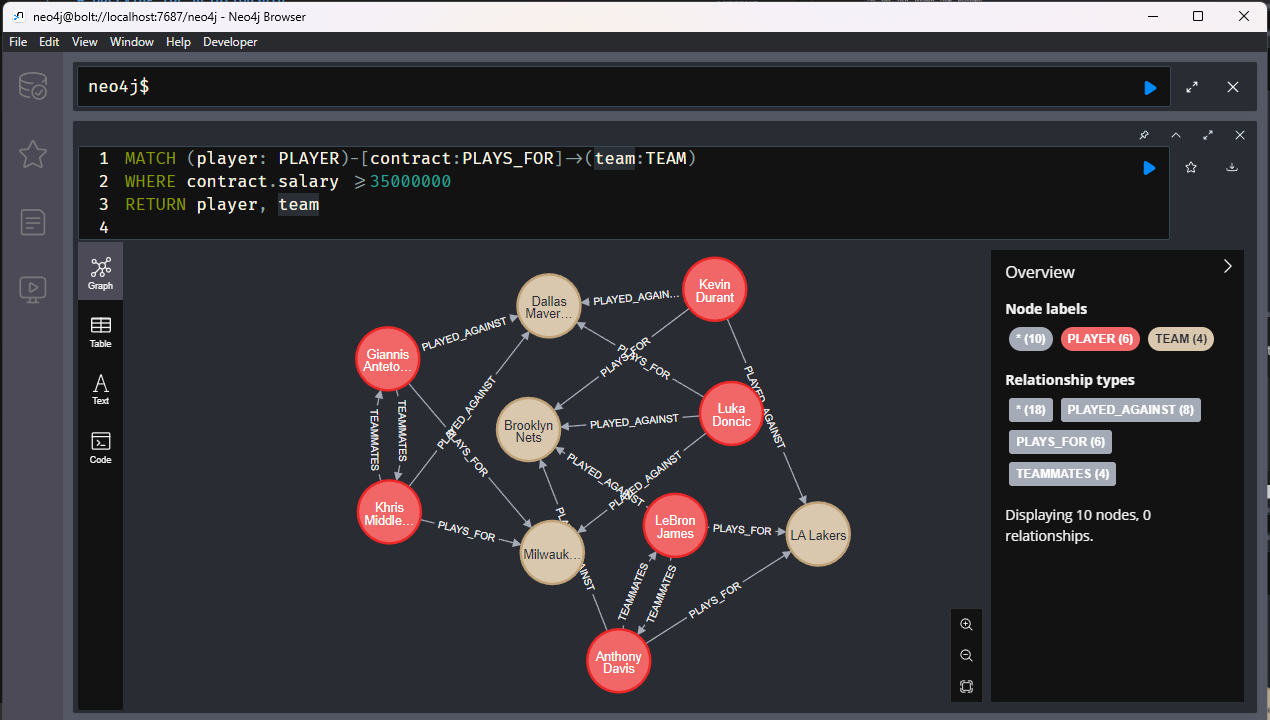 neo4j@bolt://localhost:7687/neo4j - Neo4j Browser
File Edit View Window Help Developer
neo4j$
1 MATCH (player: PLAYER)-[contract:PLAYS_FOR]→(team:TEAM)
2 WHERE contract.salary ≥35000000
3 RETURN player, team
4
Graph
Table
Text
Code
Kevin
Durant
Dallas
Maver…
PLAYED_AGAIN…
PLAYED_AGAINST
Giannis
Anteto…
PLAYS_FOR
PLAYS_FOR
PLAYED_AGAINST
Luka
Doncic
PLAYED_AGAINST
Brooklyn
Nets
PLAYED_AGAINST
TEAMMATES
TEAMMATES
PLAYS_FOR
PLAYED_AGAINST
PLAYED_AGAINST
Khris
Middle…
PLAYS_FOR
LeBron
James
PLAYS_FOR
LA Lakers
Milwauk…
TEAMMATES
TEAMMATES
PLAYS_FOR
Anthony
Davis
Overview
Node labels
* (10) PLAYER (6) TEAM (4)
Relationship types
* (18) PLAYED_AGAINST (8)
PLAYS_FOR (6)
TEAMMATES (4)
Displaying 10 nodes, 0
relationships.